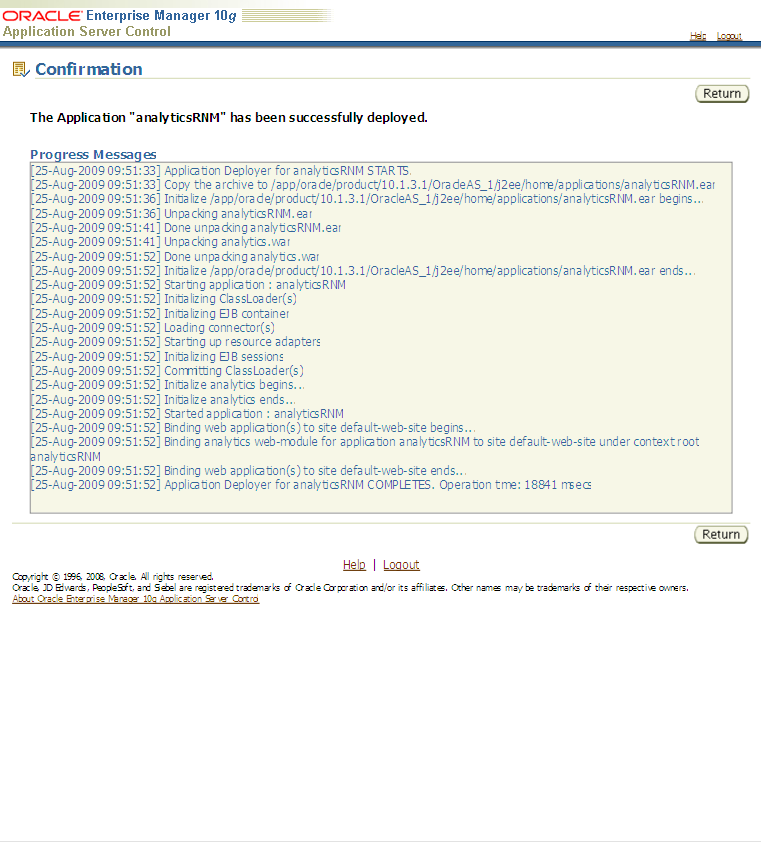 ORACLE Enterprise Manager 10g
Application Server Control
Help Logout
Confirmation
Return
The Application "analyticsRNM" has been successfully deployed.
Progress Messages
[25-Aug-2009 09:51:33] Application Deployer for analyticsRNM STARTS.
[25-Aug-2009 09:51:33] Copy the archive to /app/oracle/product/10.1.3.1/OracleAS_1/j2ee/home/applications/analyticsRNM.ear
[25-Aug-2009 09:51:36] Initialize /app/oracle/product/10.1.3.1/OracleAS_1/j2ee/home/applications/analyticsRNM.ear begins...
[25-Aug-2009 09:51:36] Unpacking analyticsRNM.ear
[25-Aug-2009 09:51:41] Done unpacking analyticsRNM.ear
[25-Aug-2009 09:51:41] Unpacking analytics.war
[25-Aug-2009 09:51:52] Done unpacking analytics.war
[25-Aug-2009 09:51:52] Initialize /app/oracle/product/10.1.3.1/OracleAS_1/j2ee/home/applications/analyticsRNM.ear ends...
[25-Aug-2009 09:51:52] Starting application : analyticsRNM
[25-Aug-2009 09:51:52] Initializing ClassLoader(s)
[25-Aug-2009 09:51:52] Initializing EJB container
[25-Aug-2009 09:51:52] Loading connector(s)
[25-Aug-2009 09:51:52] Starting up resource adapters
[25-Aug-2009 09:51:52] Initializing EJB sessions
[25-Aug-2009 09:51:52] Committing ClassLoader(s)
[25-Aug-2009 09:51:52] Initialize analytics begins...
[25-Aug-2009 09:51:52] Initialize analytics ends...
[25-Aug-2009 09:51:52] Started application : analyticsRNM
[25-Aug-2009 09:51:52] Binding web application(s) to site default-web-site begins...
[25-Aug-2009 09:51:52] Binding analytics web-module for application analyticsRNM to site default-web-site under context root
analyticsRNM
[25-Aug-2009 09:51:52] Binding web application(s) to site default-web-site ends...
[25-Aug-2009 09:51:52] Application Deployer for analyticsRNM COMPLETES. Operation time: 18841 msecs
Return
Help | Logout
Copyright © 1996, 2008, Oracle. All rights reserved.
Oracle, JD Edwards, PeopleSoft, and Siebel are registered trademarks of Oracle Corporation and/or its affiliates. Other names may be trademarks of their respective owners.
About Oracle Enterprise Manager 10g Application Server Control